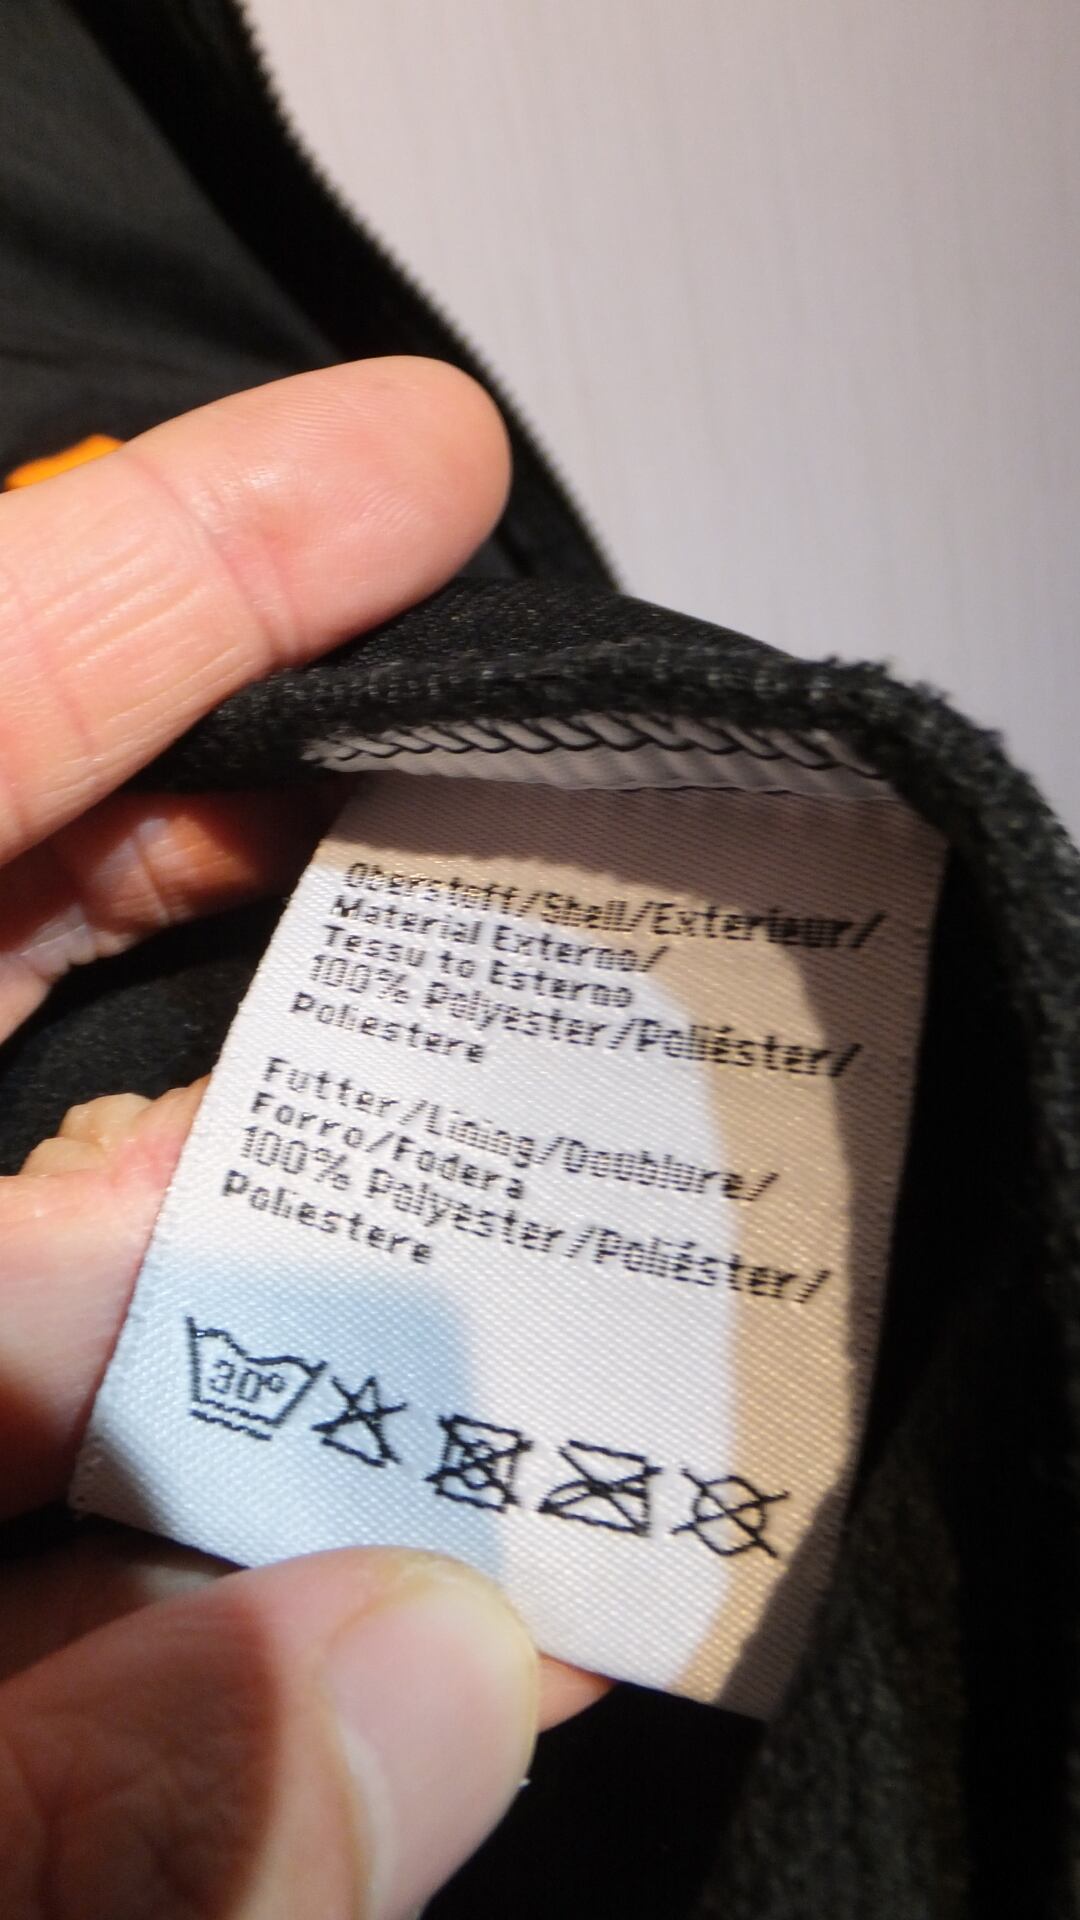 Oberstoff/Shell/Exterieur/
Material Externo/
Tessu to Esterno
100% Polyester/Poliéster/
Poliestere
Futter/Lining/Doublure/
Forro/Fodera
100% Polyester/Poliéster/
Poliestere
30°